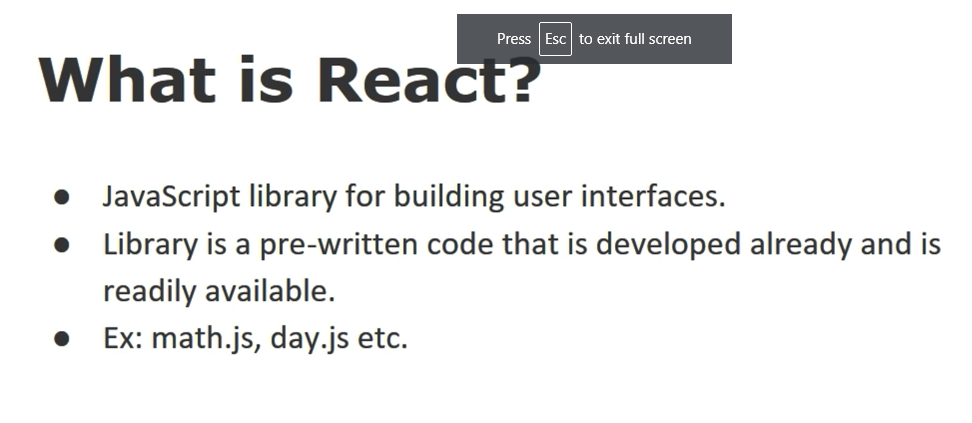 Press Esc to exit full screen
What is React?
● JavaScript library for building user interfaces.
● Library is a pre-written code that is developed already and is
readily available.
● Ex: math.js, day.js etc.